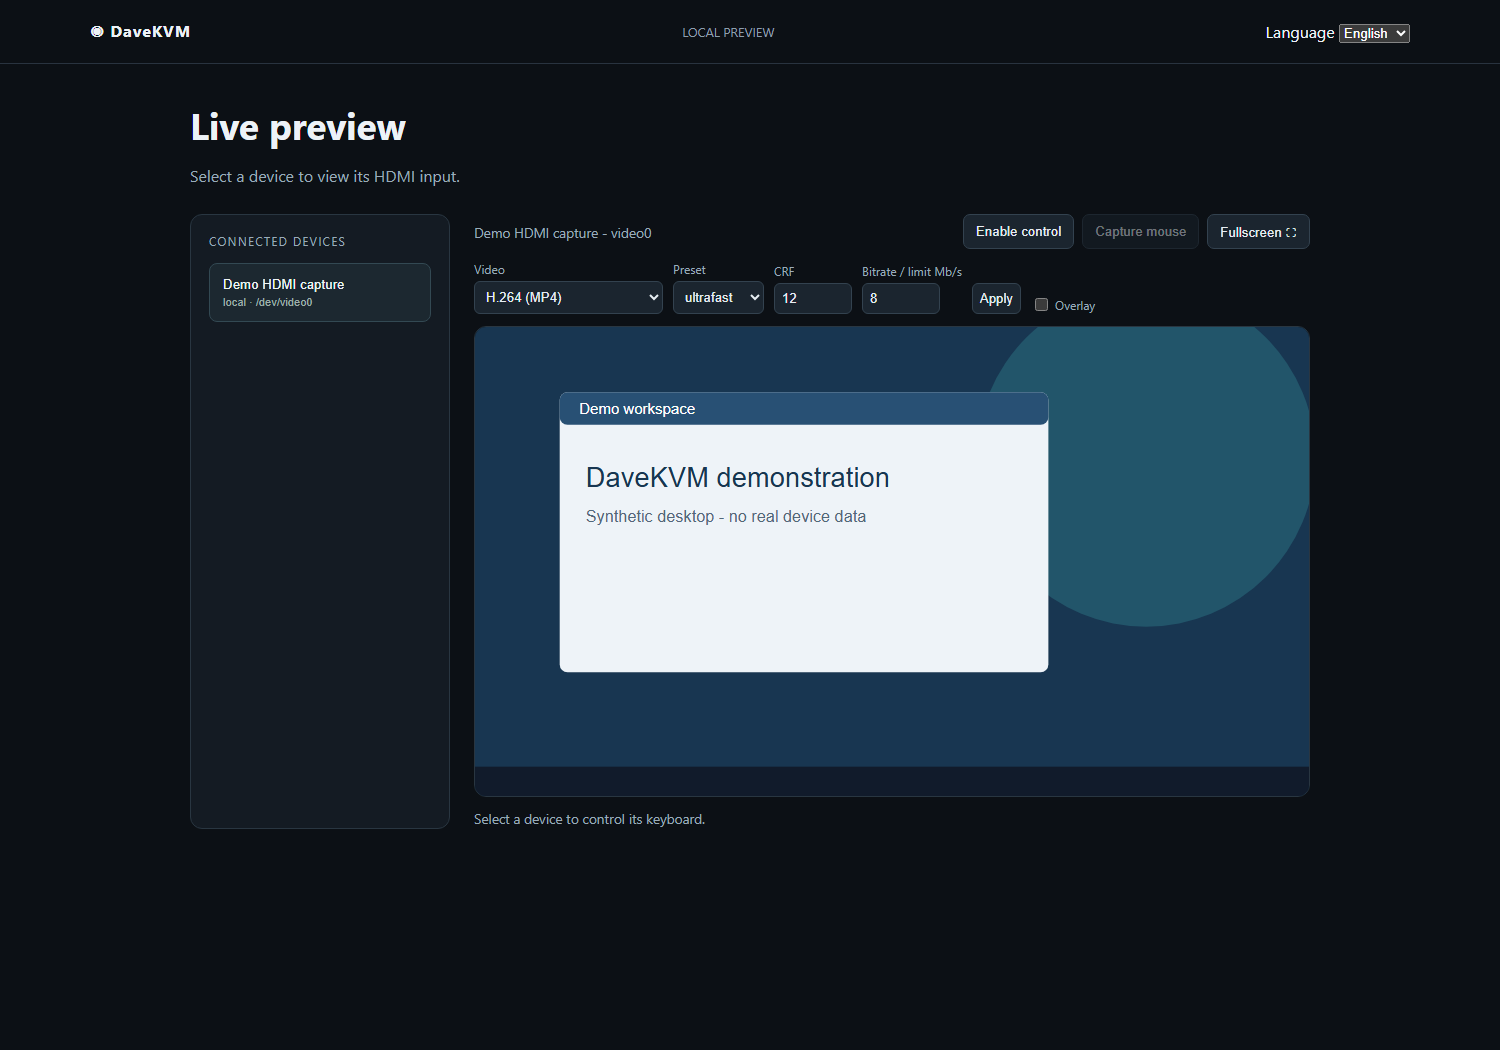 DaveKVM
LOCAL PREVIEW
Language English
Live preview
Select a device to view its HDMI input.
CONNECTED DEVICES
Demo HDMI capture
local · /dev/video0
Demo HDMI capture - video0
Enable control
Capture mouse
Fullscreen
Video
Preset
CRF
Bitrate / limit Mb/s
H.264 (MP4)
ultrafast
12
8
Apply
Overlay
Demo workspace
DaveKVM demonstration
Synthetic desktop - no real device data
Select a device to control its keyboard.